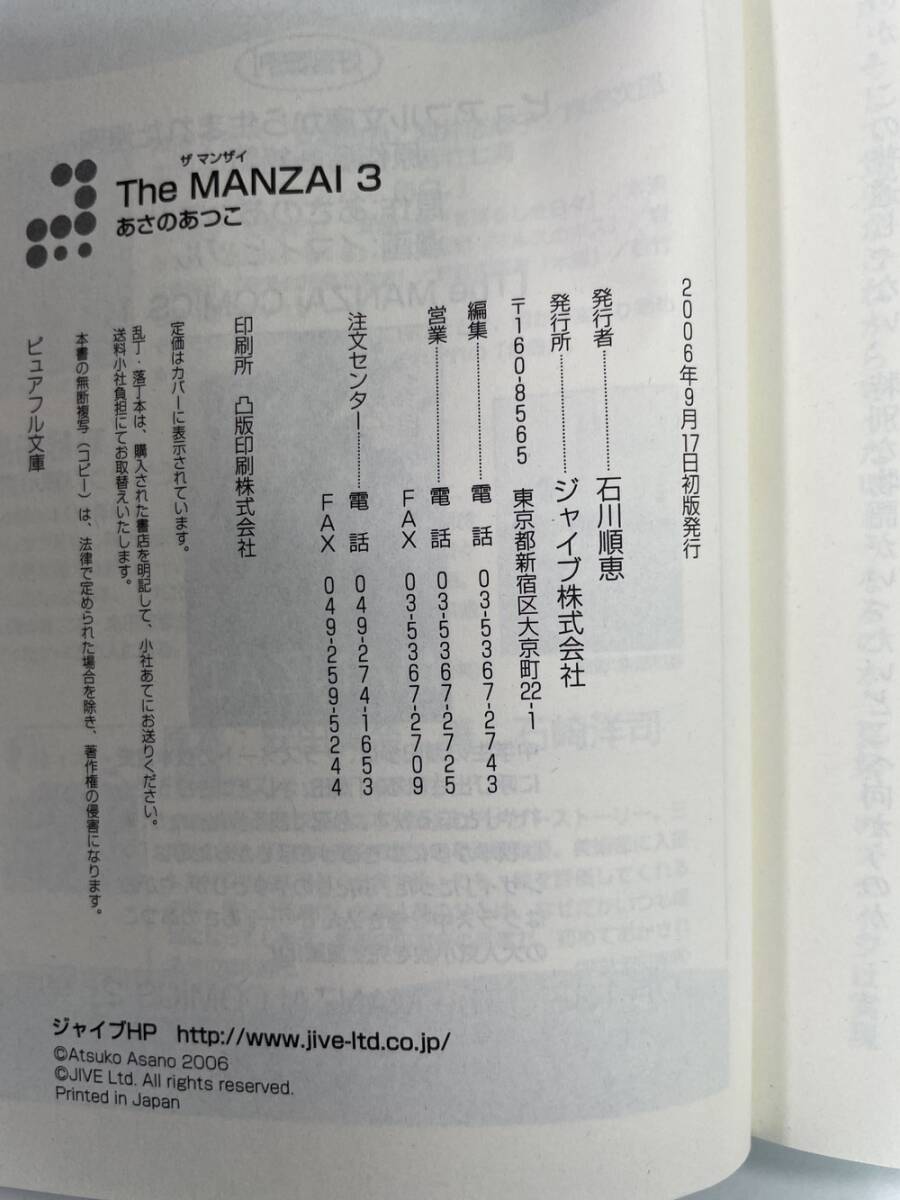 ザ マンザイ
The MANZAI 3
あさのあつこ
2006年9月17日初版発行
発行者………………石川順恵
発行所………………ジャイブ株式会社
〒160-8565 東京都新宿区大京町22-1
編集………………電 話 03-5367-2743
営業………………電 話 03-5367-2725
FAX 03-5367-2709
注文センター………電 話 049-274-1653
FAX 049-259-5244
印刷所 凸版印刷株式会社
定価はカバーに表示されています。
乱丁・落丁本は、購入された書店を明記して、小社あてにお送りください。
送料小社負担にてお取替えいたします。
本書の無断複写(コピー)は、法律で定められた場合を除き、著作権の侵害になります。
ピュアフル文庫
ジャイブHP http://www.jive-ltd.co.jp/
©Atsuko Asano 2006
©JIVE Ltd. All rights reserved.
Printed in Japan